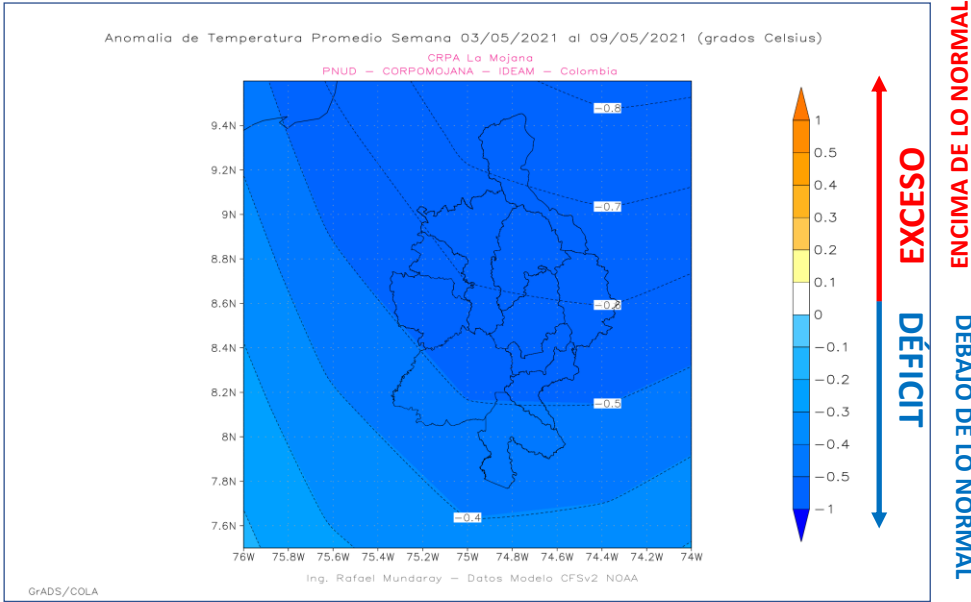 Anomalia de Temperatura Promedio Semana 03/05/2021 al 09/05/2021 (grados Celsius)
CRPA La Mojana
PNUD – CORPOMOJANA – IDEAM – Colombia
9.4N
9.2N
9N
8.8N
8.6N
8.4N
8.2N
8N
7.8N
7.6N
76W 75.8W 75.6W 75.4W 75.2W 75W 74.8W 74.6W 74.4W 74.2W 74W
-0.8
-0.7
-0.6
-0.5
-0.4
1
0.5
0.4
0.3
0.2
0.1
0
-0.1
-0.2
-0.3
-0.4
-0.5
-1
EXCESO
DÉFICIT
ENCIMA DE LO NORMAL
DEBAJO DE LO NORMAL
Ing. Rafael Mundaray – Datos Modelo CFSv2 NOAA
GrADS/COLA